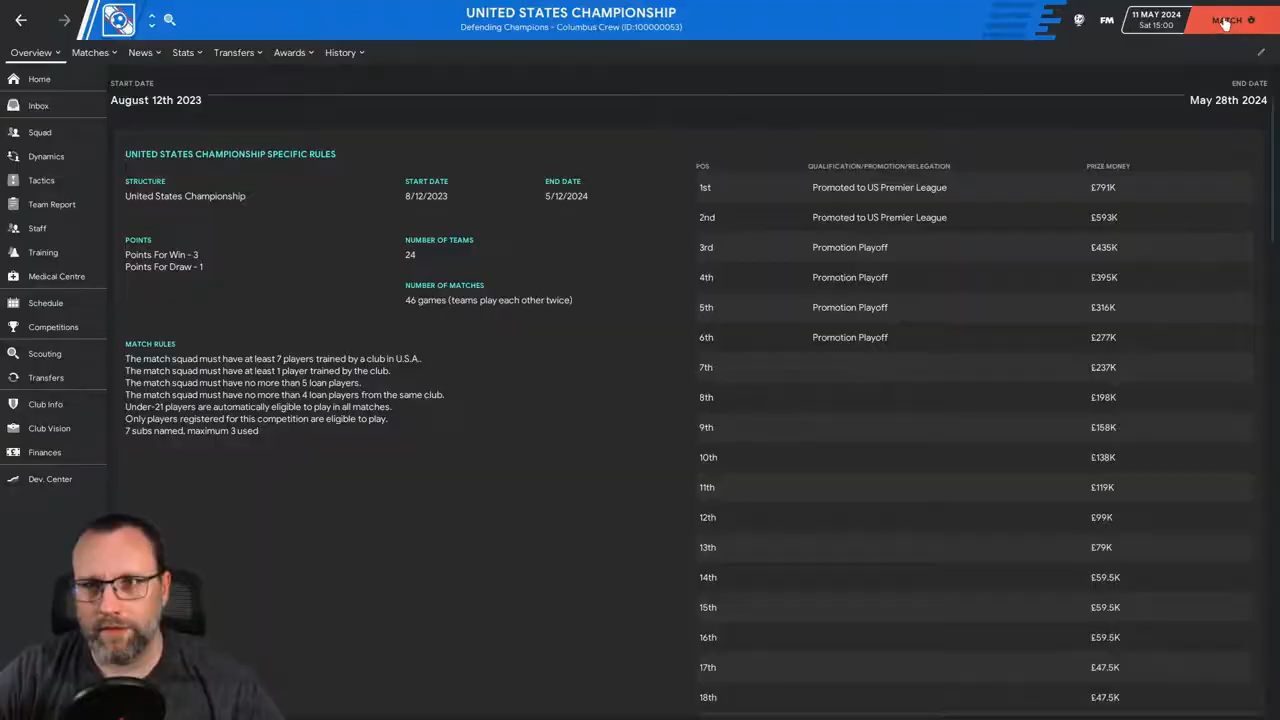 UNITED STATES CHAMPIONSHIP
Defending Champions - Columbus Crew (ID:100000053)
FM
11 MAY 2024
Sat 15:00
MATCH
Overview
Matches
News
Stats
Transfers
Awards
History
Home
Inbox
Squad
Dynamics
Tactics
Team Report
Staff
Training
Medical Centre
Schedule
Competitions
Scouting
Transfers
Club Info
Club Vision
Finances
Dev. Center
START DATE
August 12th 2023
END DATE
May 28th 2024
UNITED STATES CHAMPIONSHIP SPECIFIC RULES
STRUCTURE
United States Championship
START DATE
8/12/2023
END DATE
5/12/2024
POINTS
Points For Win - 3
Points For Draw - 1
NUMBER OF TEAMS
24
NUMBER OF MATCHES
46 games (teams play each other twice)
MATCH RULES
The match squad must have at least 7 players trained by a club in U.S.A..
The match squad must have at least 1 player trained by the club.
The match squad must have no more than 5 loan players.
The match squad must have no more than 4 loan players from the same club.
Under-21 players are automatically eligible to play in all matches.
Only players registered for this competition are eligible to play.
7 subs named, maximum 3 used
POS QUALIFICATION/PROMOTION/RELEGATION PRIZE MONEY
1st Promoted to US Premier League £791K
2nd Promoted to US Premier League £593K
3rd Promotion Playoff £435K
4th Promotion Playoff £395K
5th Promotion Playoff £316K
6th Promotion Playoff £277K
7th £237K
8th £198K
9th £158K
10th £138K
11th £119K
12th £99K
13th £79K
14th £59.5K
15th £59.5K
16th £59.5K
17th £47.5K
18th £47.5K